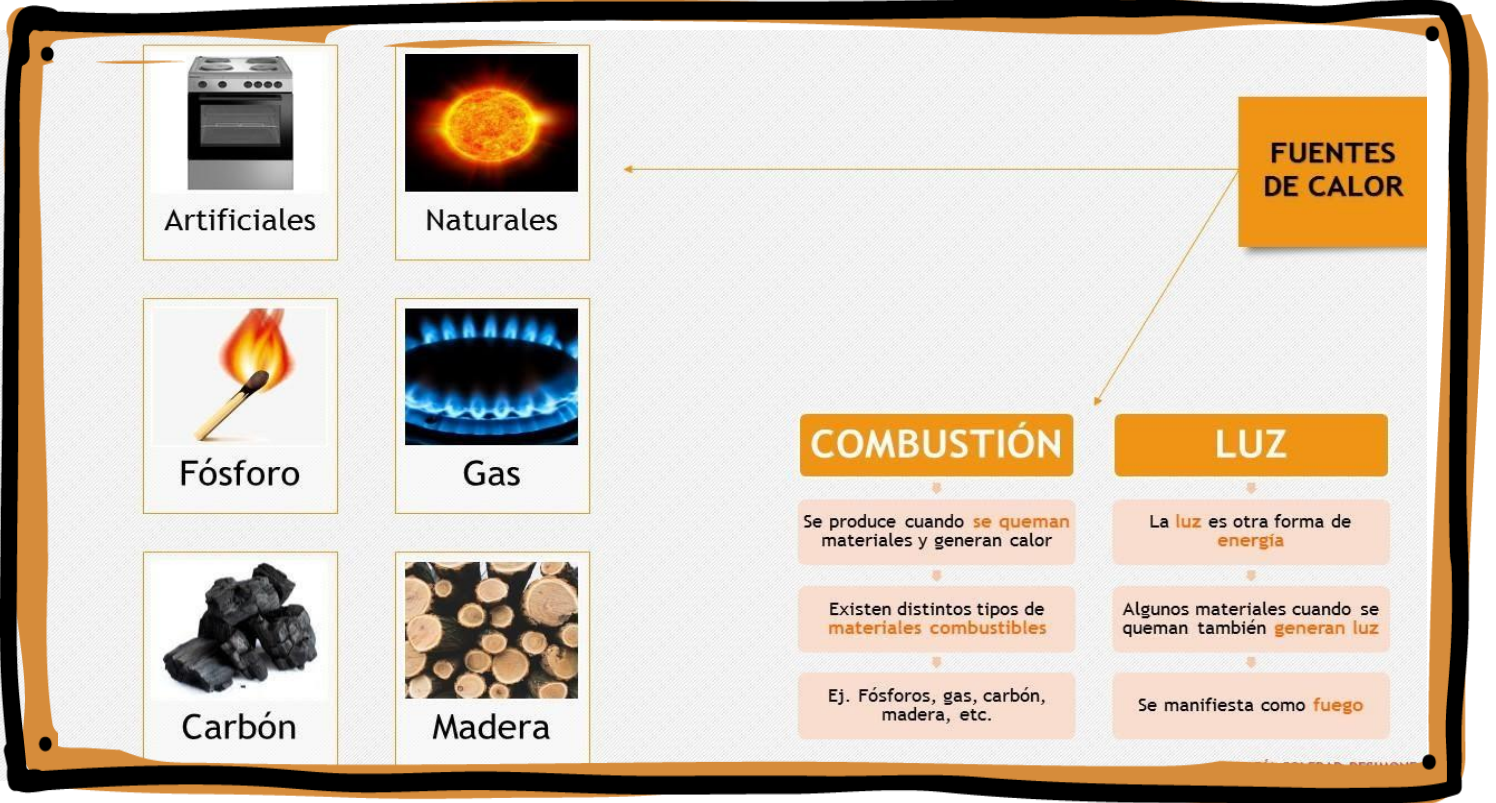 FUENTES
DE CALOR
Artificiales
Naturales
Fósforo
Gas
Carbón
Madera
COMBUSTIÓN
Se produce cuando se queman
materiales y generan calor
Existen distintos tipos de
materiales combustibles
Ej. Fósforos, gas, carbón,
madera, etc.
LUZ
La luz es otra forma de
energía
Algunos materiales cuando se
queman también generan luz
Se manifiesta como fuego